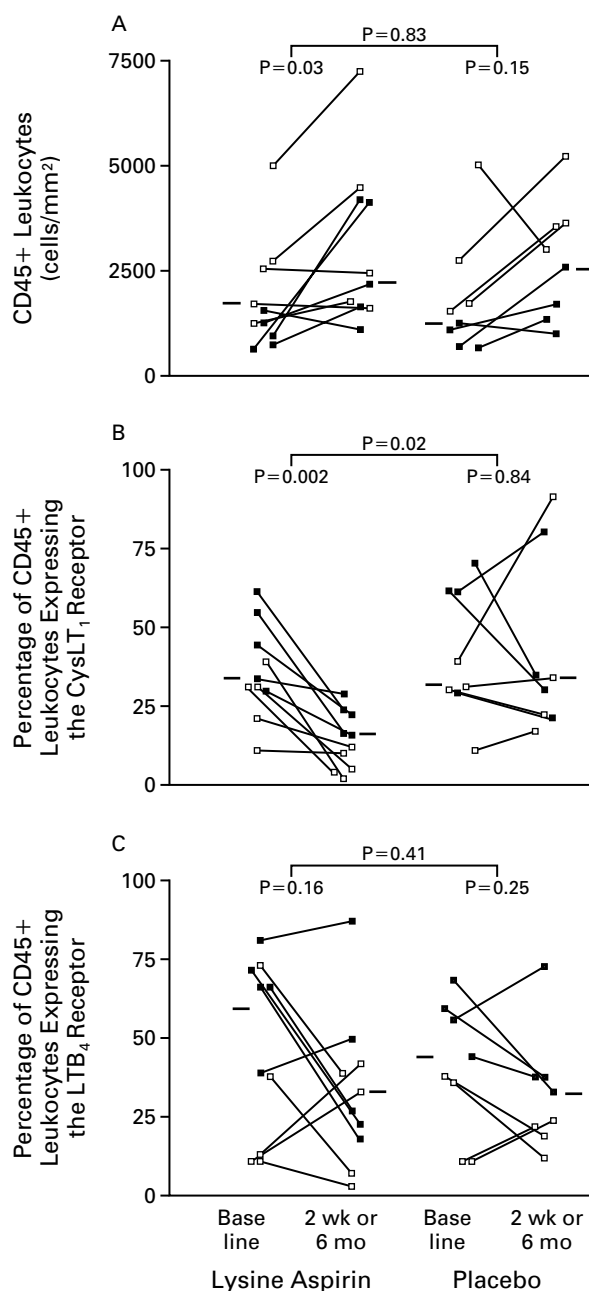 A
P=0.83
P=0.03
P=0.15
7500
5000
2500
0
CD45+ Leukocytes
(cells/mm²)
B
P=0.02
P=0.002
P=0.84
100
75
50
25
0
Percentage of CD45+
Leukocytes Expressing
the CysLT₁ Receptor
C
P=0.41
P=0.16
P=0.25
100
75
50
25
0
Percentage of CD45+
Leukocytes Expressing
the LTB₄ Receptor
Base
line
2 wk or
6 mo
Base
line
2 wk or
6 mo
Lysine Aspirin
Placebo